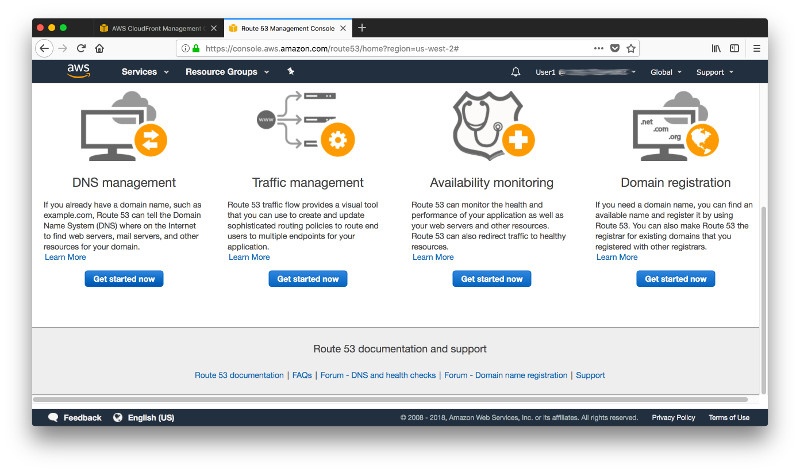 AWS CloudFront Management
Route 53 Management Console
https://console.aws.amazon.com/route53/home?region=us-west-2#
aws
Services
Resource Groups
User1 @
Global
Support
www
.net
.com
.org
DNS management
If you already have a domain name, such as
example.com, Route 53 can tell the Domain
Name System (DNS) where on the Internet
to find web servers, mail servers, and other
resources for your domain.
Learn More
Get started now
Traffic management
Route 53 traffic flow provides a visual tool
that you can use to create and update
sophisticated routing policies to route end
users to multiple endpoints for your
application.
Learn More
Get started now
Availability monitoring
Route 53 can monitor the health and
performance of your application as well as
your web servers and other resources.
Route 53 can also redirect traffic to healthy
resources.
Learn More
Get started now
Domain registration
If you need a domain name, you can find an
available name and register it by using
Route 53. You can also make Route 53 the
registrar for existing domains that you
registered with other registrars.
Learn More
Get started now
Route 53 documentation and support
Route 53 documentation | FAQs | Forum - DNS and health checks | Forum - Domain name registration | Support
Feedback
English (US)
© 2008 - 2018, Amazon Web Services, Inc. or its affiliates. All rights reserved.
Privacy Policy
Terms of Use